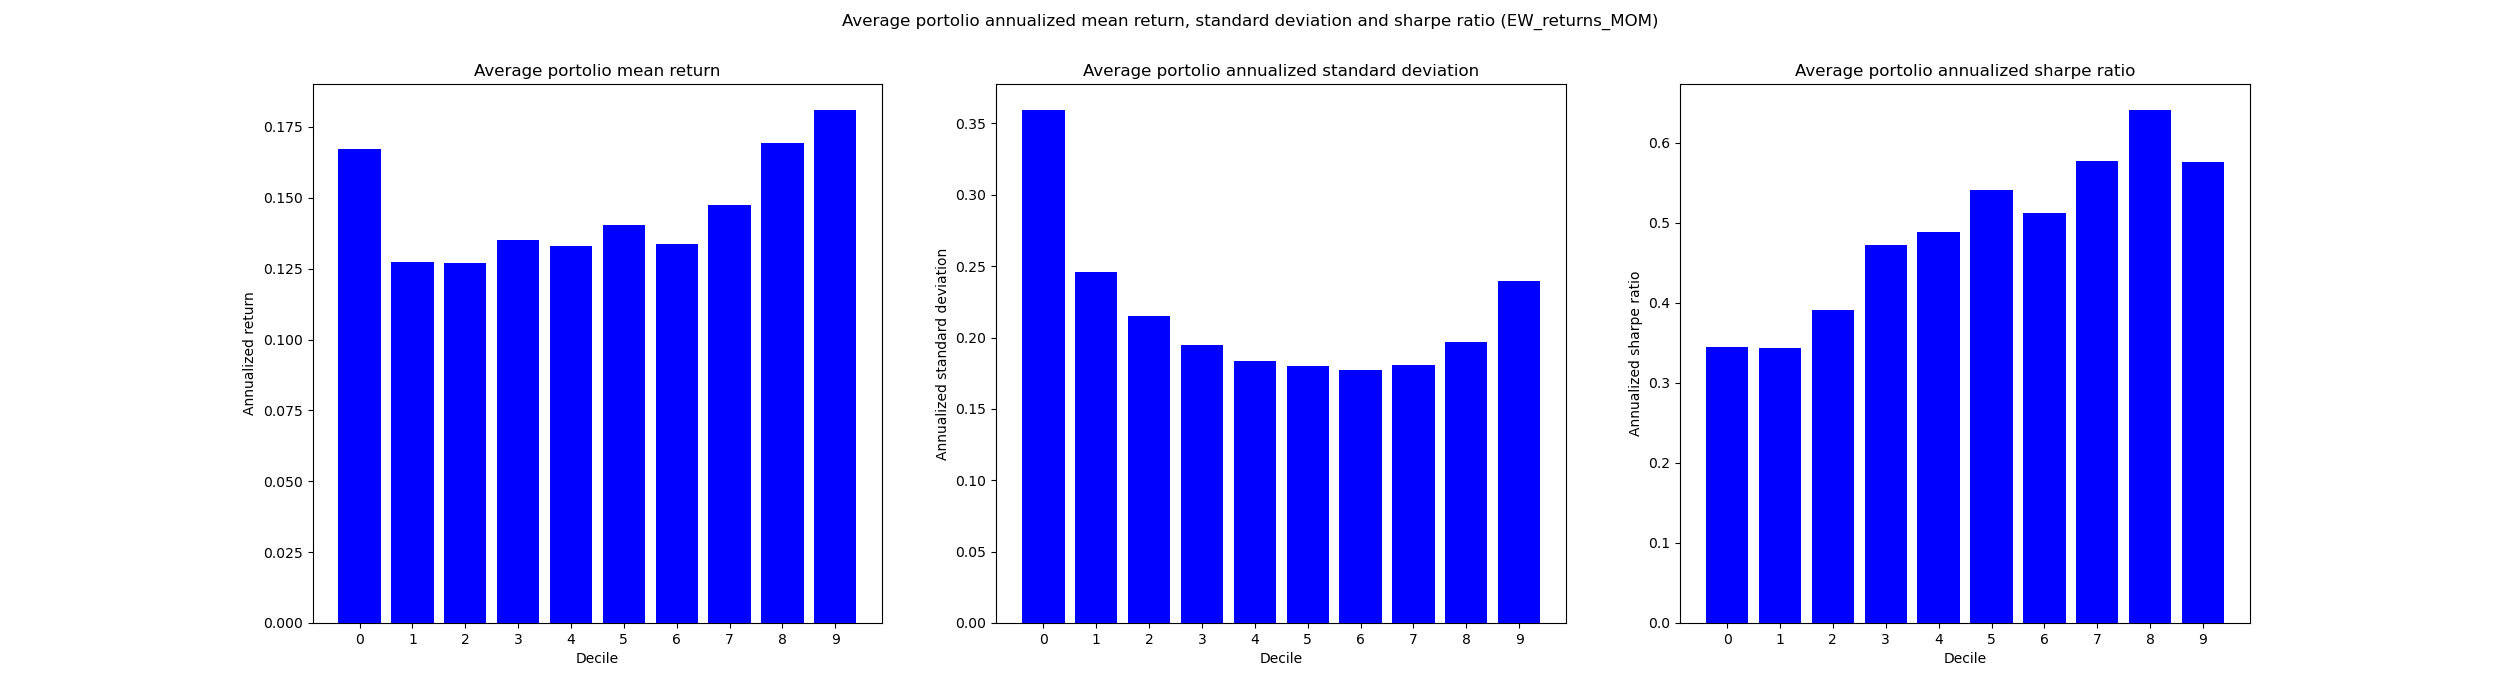 Average portolio annualized mean return, standard deviation and sharpe ratio (EW_returns_MOM)
Average portolio mean return
Annualized return
0.175
0.150
0.125
0.100
0.075
0.050
0.025
0.000
0 1 2 3 4 5 6 7 8 9
Decile
Average portolio annualized standard deviation
Annualized standard deviation
0.35
0.30
0.25
0.20
0.15
0.10
0.05
0.00
0 1 2 3 4 5 6 7 8 9
Decile
Average portolio annualized sharpe ratio
Annualized sharpe ratio
0.6
0.5
0.4
0.3
0.2
0.1
0.0
0 1 2 3 4 5 6 7 8 9
Decile